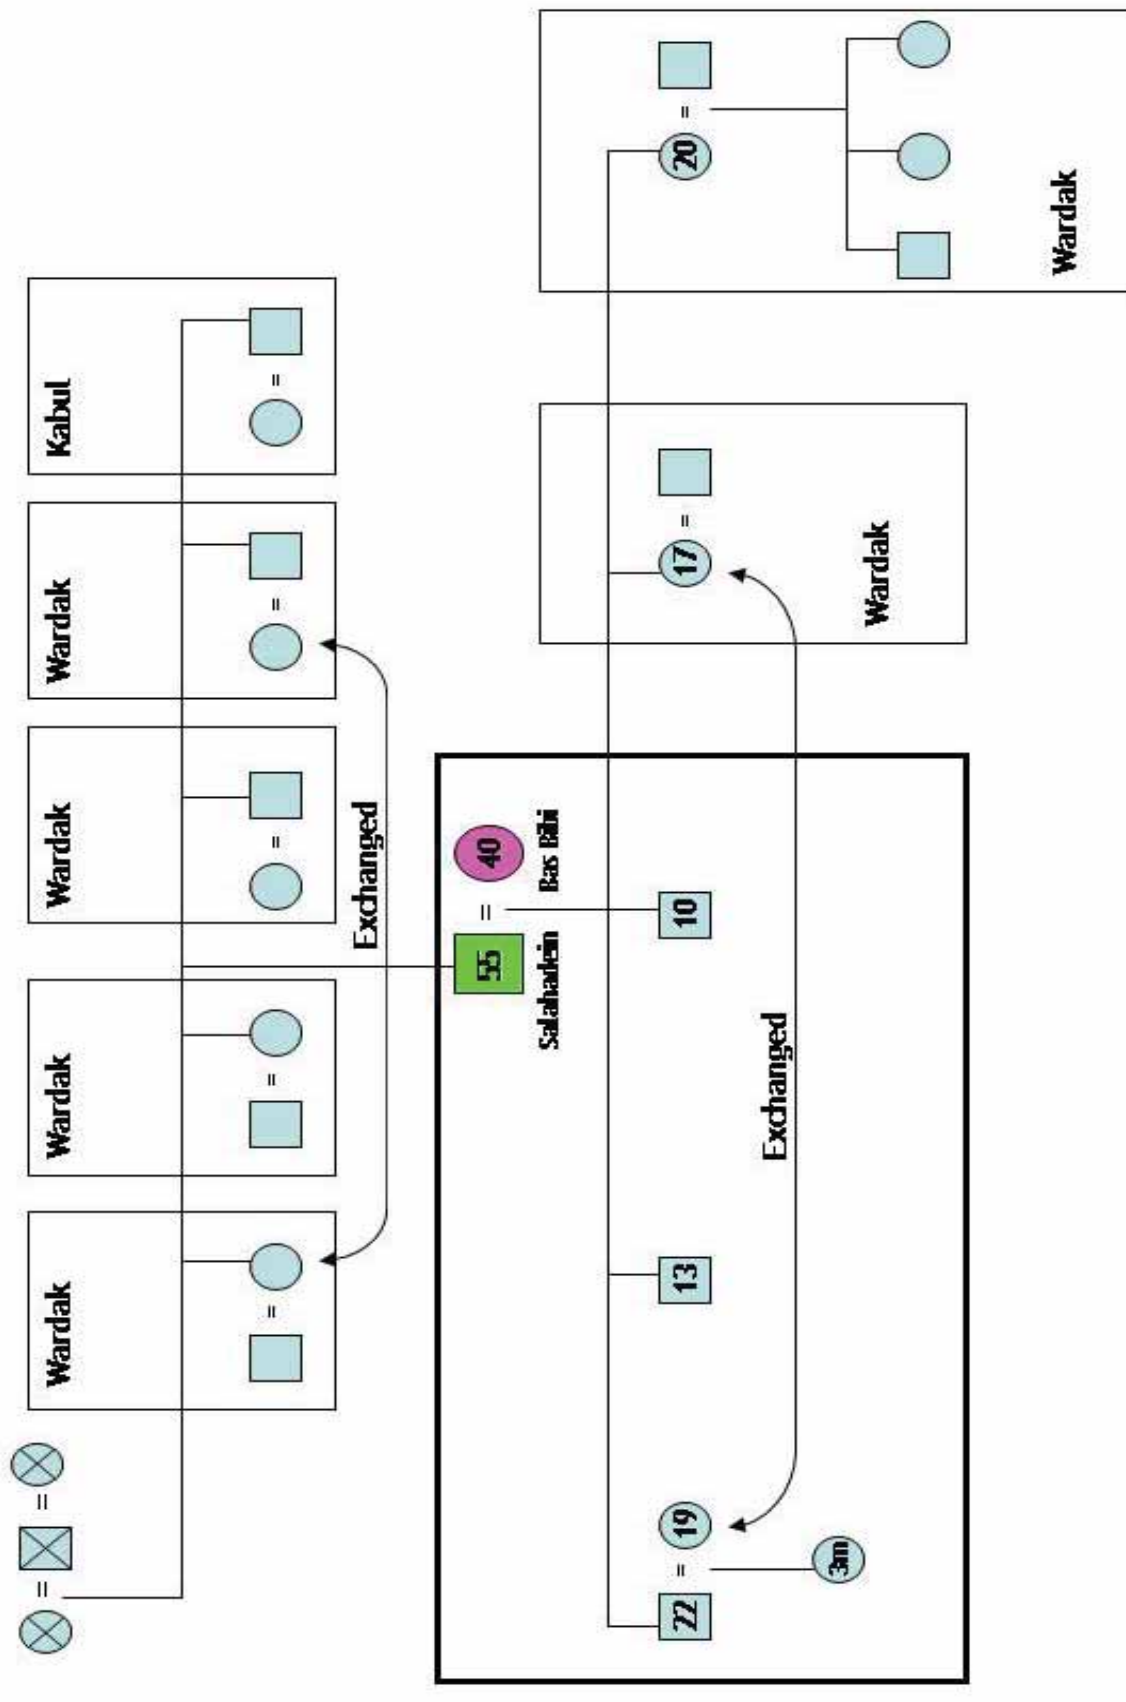 = =
Wardak
Wardak
Wardak
Wardak
Kabul
= = = = =
Exchanged
55 = 40
Salahadein Bas Bibi
22 = 19
13
10
17 =
20 =
Exchanged
3m
Wardak
Wardak